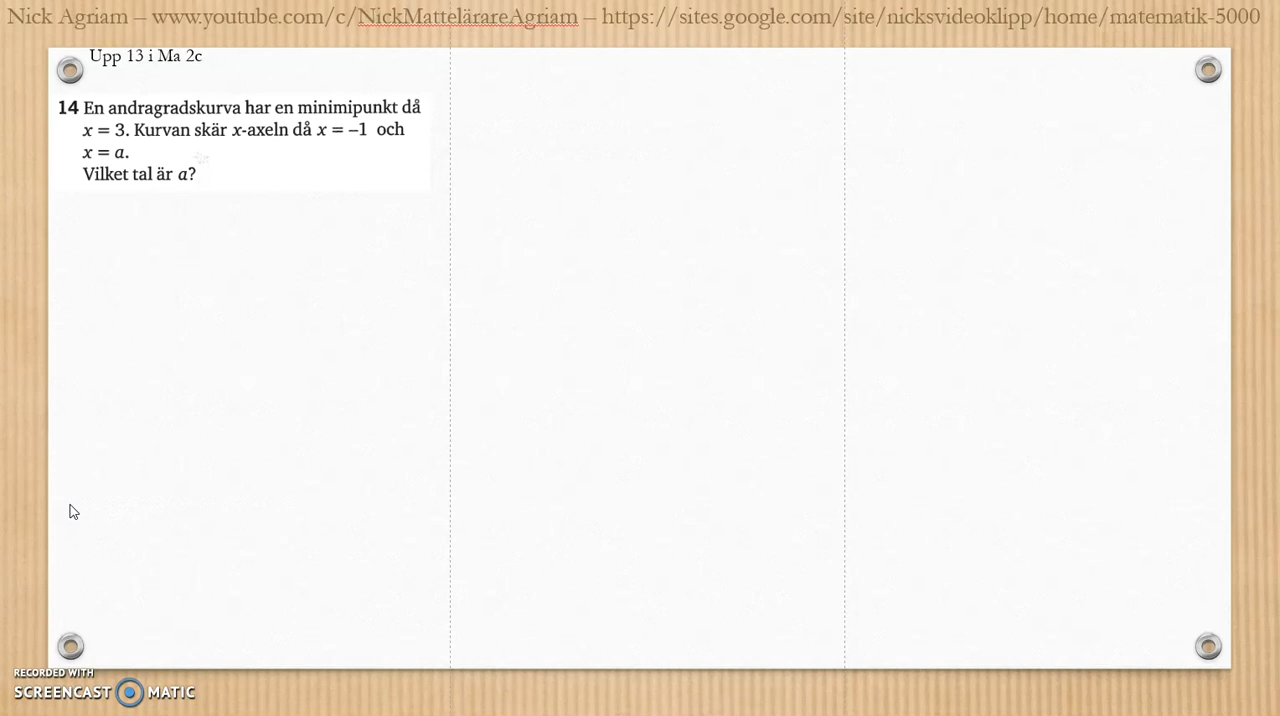 Nick Agriam – www.youtube.com/c/NickMattelärareAgriam – https://sites.google.com/site/nicksvideoklipp/home/matematik-5000
Upp 13 i Ma 2c
14 En andragradskurva har en minimipunkt då
x = 3. Kurvan skär x-axeln då x = –1 och
x = a.
Vilket tal är a?
RECORDED WITH
SCREENCAST MATIC